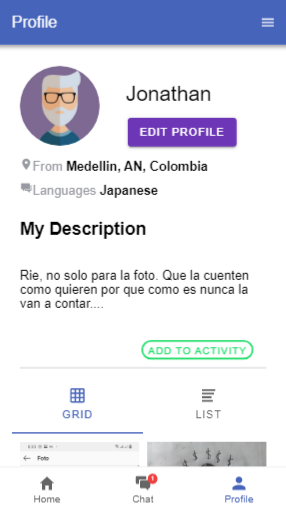 Profile
Jonathan
EDIT PROFILE
From Medellin, AN, Colombia
Languages Japanese
My Description
Rie, no solo para la foto. Que la cuenten
como quieren por que como es nunca la
van a contar....
ADD TO ACTIVITY
GRID
LIST
← Foto
$ $ $ $ $
Home
Chat
1
Profile